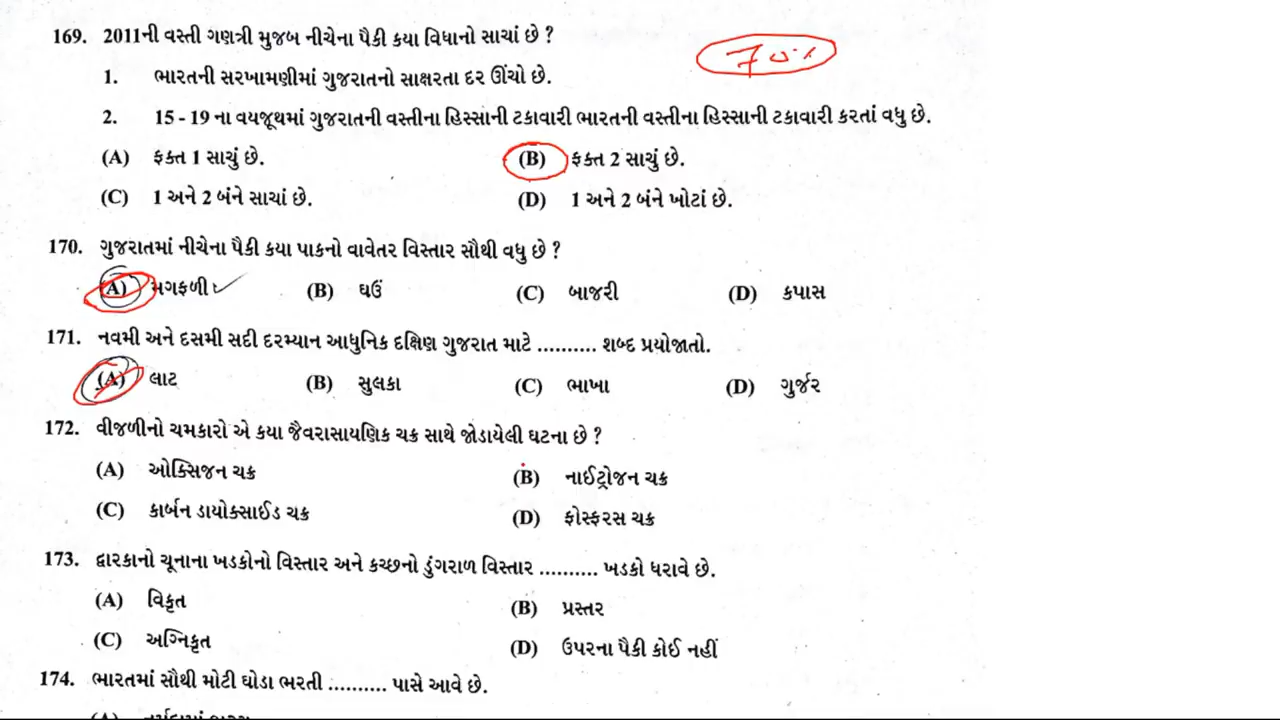 169. 2011ની વસ્તી ગણત્રી મુજબ નીચેના પૈકી કયા વિધાનો સાચાં છે ?
70%
1. ભારતની સરખામણીમાં ગુજરાતનો સાક્ષરતા દર ઊંચો છે.
2. 15 - 19 ના વયજૂથમાં ગુજરાતની વસ્તીના હિસ્સાની ટકાવારી ભારતની વસ્તીના હિસ્સાની ટકાવારી કરતાં વધુ છે.
(A) ફક્ત 1 સાચું છે. (B) ફક્ત 2 સાચું છે.
(C) 1 અને 2 બંને સાચાં છે. (D) 1 અને 2 બંને ખોટાં છે.
170. ગુજરાતમાં નીચેના પૈકી કયા પાકનો વાવેતર વિસ્તાર સૌથી વધુ છે ?
(A) મગફળી (B) ઘઉં (C) બાજરી (D) કપાસ
171. નવમી અને દસમી સદી દરમ્યાન આધુનિક દક્ષિણ ગુજરાત માટે .......... શબ્દ પ્રયોજાતો.
(A) લાટ (B) સુલકા (C) ભાખા (D) ગુર્જર
172. વીજળીનો ચમકારો એ કયા જૈવરાસાયણિક ચક્ર સાથે જોડાયેલી ઘટના છે ?
(A) ઓક્સિજન ચક્ર (B) નાઈટ્રોજન ચક્ર
(C) કાર્બન ડાયોક્સાઈડ ચક્ર (D) ફોસ્ફરસ ચક્ર
173. દ્વારકાનો ચૂનાના ખડકોનો વિસ્તાર અને કચ્છનો ડુંગરાળ વિસ્તાર .......... ખડકો ધરાવે છે.
(A) વિકૃત (B) પ્રસ્તર
(C) અગ્નિકૃત (D) ઉપરના પૈકી કોઈ નહીં
174. ભારતમાં સૌથી મોટી ઘોડા ભરતી .......... પાસે આવે છે.
(A)